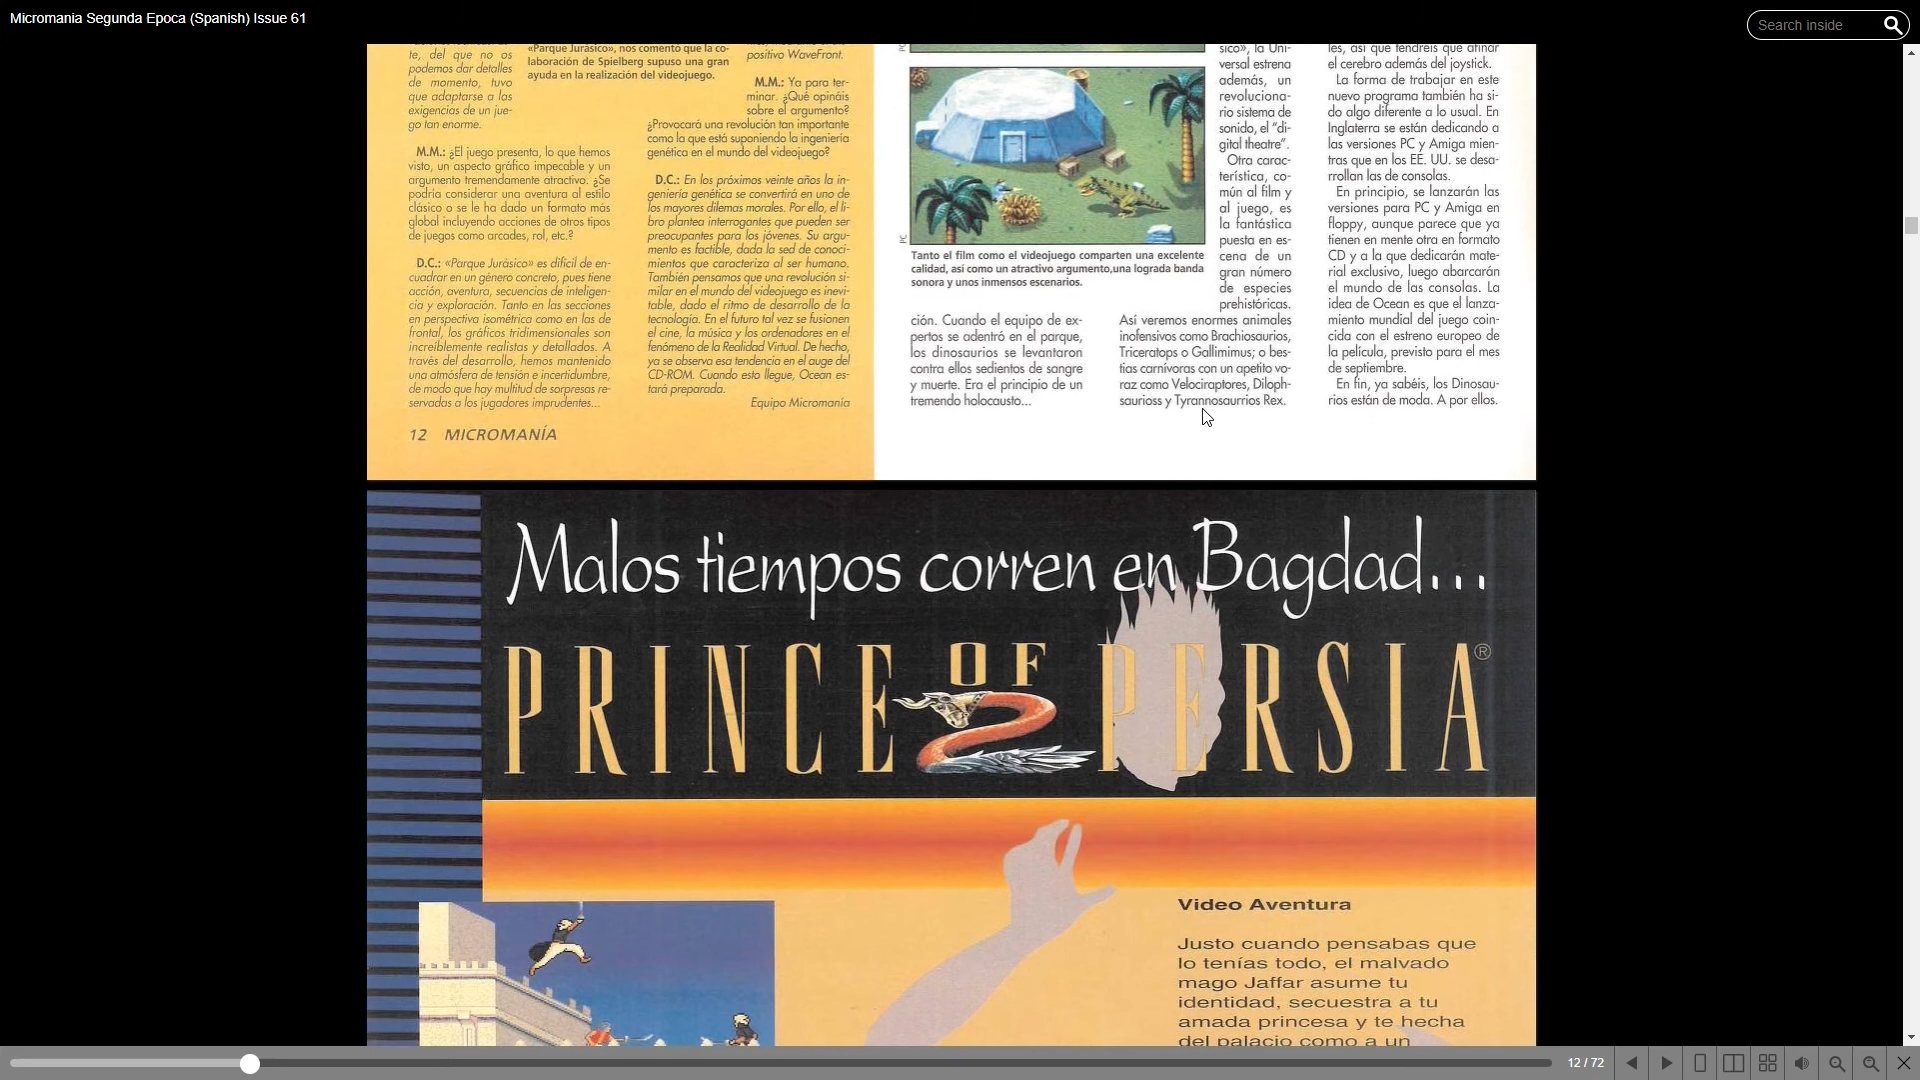 Micromania Segunda Epoca (Spanish) Issue 61
Search inside
te, del que no os
podemos dar detalles
de momento, tuvo
que adaptarse a las
exigencias de un jue-
go tan enorme.
M.M.: ¿El juego presenta, lo que hemos
visto, un aspecto gráfico impecable y un
argumento tremendamente atractivo. ¿Se
podría considerar una aventura al estilo
clásico o se le ha dado un formato más
global incluyendo acciones de otros tipos
de juegos como arcades, rol, etc.?
D.C.: «Parque Jurásico» es difícil de en-
cuadrar en un género concreto, pues tiene
acción, aventura, secuencias de inteligen-
cia y exploración. Tanto en las secciones
en perspectiva isométrica como en las de
frontal, los gráficos tridimensionales son
increíblemente realistas y detallados. A
través del desarrollo, hemos mantenido
una atmósfera de tensión e incertidumbre,
de modo que hay multitud de sorpresas re-
servadas a los jugadores imprudentes...
«Parque Jurásico», nos comentó que la co-
laboración de Spielberg supuso una gran
ayuda en la realización del videojuego.
positivo WaveFront.
M.M.: Ya para ter-
minar. ¿Qué opináis
sobre el argumento?
¿Provocará una revolución tan importante
como la que está suponiendo la ingeniería
genética en el mundo del videojuego?
D.C.: En los próximos veinte años la in-
geniería genética se convertirá en uno de
los mayores dilemas morales. Por ello, el li-
bro plantea interrogantes que pueden ser
preocupantes para los jóvenes. Su argu-
mento es factible, dada la sed de conoci-
mientos que caracteriza al ser humano.
También pensamos que una revolución si-
milar en el mundo del videojuego es inevi-
table, dado el ritmo de desarrollo de la
tecnología. En el futuro tal vez se fusionen
el cine, la música y los ordenadores en el
fenómeno de la Realidad Virtual. De hecho,
ya se observa esa tendencia en el auge del
CD-ROM. Cuando esto llegue, Ocean es-
tará preparada.
Equipo Micromanía
12 MICROMANÍA
PC
PC
Tanto el film como el videojuego comparten una excelente
calidad, así como un atractivo argumento,una lograda banda
sonora y unos inmensos escenarios.
ción. Cuando el equipo de ex-
pertos se adentró en el parque,
los dinosaurios se levantaron
contra ellos sedientos de sangre
y muerte. Era el principio de un
tremendo holocausto...
sico», la Uni-
versal estrena
además, un
revoluciona-
rio sistema de
sonido, el "di-
gital theatre".
Otra carac-
terística, co-
mún al film y
al juego, es
la fantástica
puesta en es-
cena de un
gran número
de especies
prehistóricas.
Así veremos enormes animales
inofensivos como Brachiosaurios,
Triceratops o Gallimimus; o bes-
tias carnívoras con un apetito vo-
raz como Velociraptores, Diloph-
saurioss y Tyrannosaurrios Rex.
les, así que tendréis que afinar
el cerebro además del joystick.
La forma de trabajar en este
nuevo programa también ha si-
do algo diferente a lo usual. En
Inglaterra se están dedicando a
las versiones PC y Amiga mien-
tras que en los EE. UU. se desa-
rrollan las de consolas.
En principio, se lanzarán las
versiones para PC y Amiga en
floppy, aunque parece que ya
tienen en mente otra en formato
CD y a la que dedicarán mate-
rial exclusivo, luego abarcarán
el mundo de las consolas. La
idea de Ocean es que el lanza-
miento mundial del juego coin-
cida con el estreno europeo de
la película, previsto para el mes
de septiembre.
En fin, ya sabéis, los Dinosau-
rios están de moda. A por ellos.
Malos tiempos corren en Bagdad...
PRINCE OF PERSIA®
2
Video Aventura
Justo cuando pensabas que
lo tenías todo, el malvado
mago Jaffar asume tu
identidad, secuestra a tu
amada princesa y te hecha
del palacio como a un
12 / 72